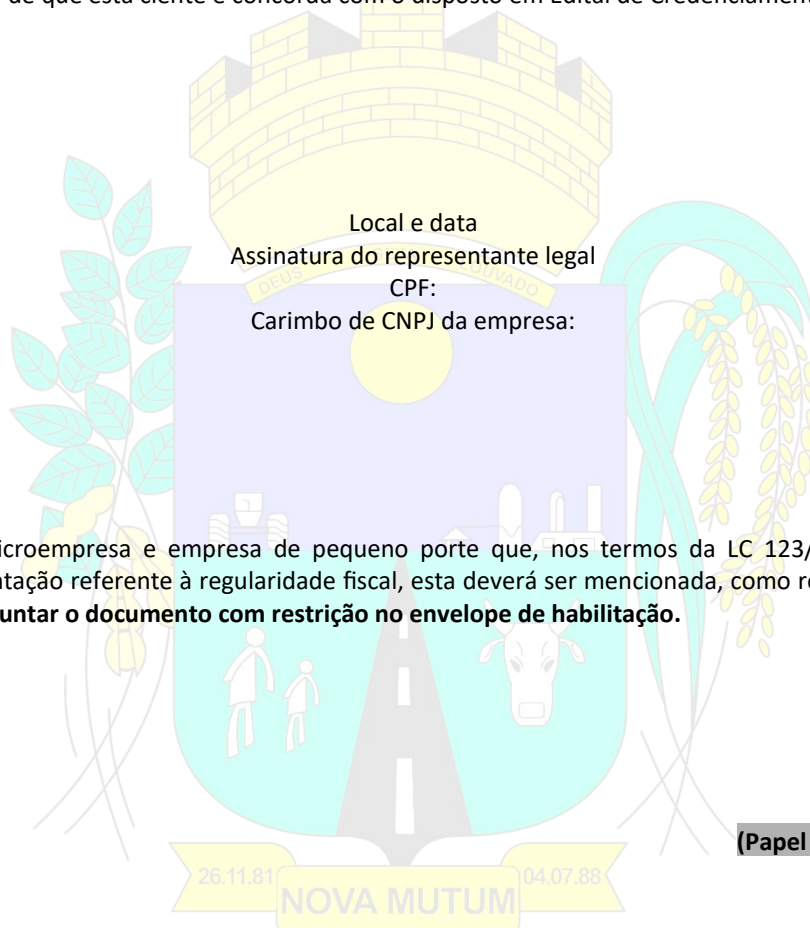 de que está ciente e concorda com o disposto em Edital de Credenciamen
Local e data
Assinatura do representante legal
DEUS LOUVADO
CPF:
Carimbo de CNPJ da empresa:
icroempresa e empresa de pequeno porte que, nos termos da LC 123/
tação referente à regularidade fiscal, esta deverá ser mencionada, como re
untar o documento com restrição no envelope de habilitação.
(Papel
26.11.81 NOVA MUTUM 04.07.88